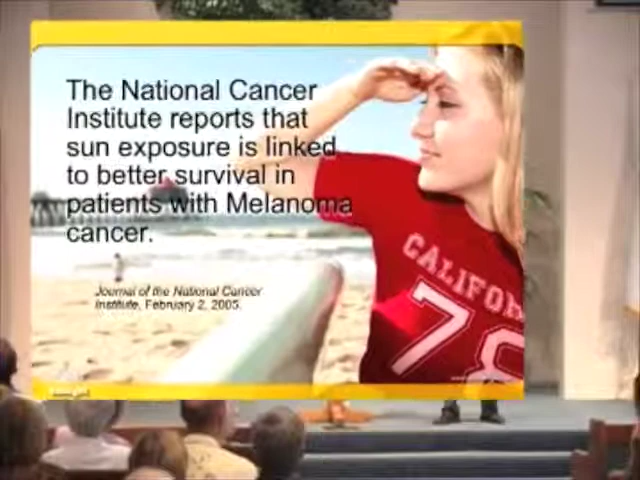 The National Cancer
Institute reports that
sun exposure is linked
to better survival in
patients with Melanoma
cancer.
Journal of the National Cancer
Institute, February 2, 2005.
CALIFOR
78